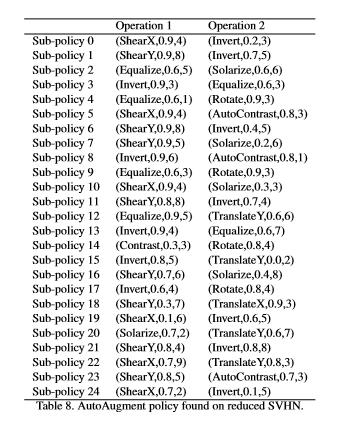 Operation 1 Operation 2
Sub-policy 0 (ShearX,0.9,4) (Invert,0.2,3)
Sub-policy 1 (ShearY,0.9,8) (Invert,0.7,5)
Sub-policy 2 (Equalize,0.6,5) (Solarize,0.6,6)
Sub-policy 3 (Invert,0.9,3) (Equalize,0.6,3)
Sub-policy 4 (Equalize,0.6,1) (Rotate,0.9,3)
Sub-policy 5 (ShearX,0.9,4) (AutoContrast,0.8,3)
Sub-policy 6 (ShearY,0.9,8) (Invert,0.4,5)
Sub-policy 7 (ShearY,0.9,5) (Solarize,0.2,6)
Sub-policy 8 (Invert,0.9,6) (AutoContrast,0.8,1)
Sub-policy 9 (Equalize,0.6,3) (Rotate,0.9,3)
Sub-policy 10 (ShearX,0.9,4) (Solarize,0.3,3)
Sub-policy 11 (ShearY,0.8,8) (Invert,0.7,4)
Sub-policy 12 (Equalize,0.9,5) (TranslateY,0.6,6)
Sub-policy 13 (Invert,0.9,4) (Equalize,0.6,7)
Sub-policy 14 (Contrast,0.3,3) (Rotate,0.8,4)
Sub-policy 15 (Invert,0.8,5) (TranslateY,0.0,2)
Sub-policy 16 (ShearY,0.7,6) (Solarize,0.4,8)
Sub-policy 17 (Invert,0.6,4) (Rotate,0.8,4)
Sub-policy 18 (ShearY,0.3,7) (TranslateX,0.9,3)
Sub-policy 19 (ShearX,0.1,6) (Invert,0.6,5)
Sub-policy 20 (Solarize,0.7,2) (TranslateY,0.6,7)
Sub-policy 21 (ShearY,0.8,4) (Invert,0.8,8)
Sub-policy 22 (ShearX,0.7,9) (TranslateY,0.8,3)
Sub-policy 23 (ShearY,0.8,5) (AutoContrast,0.7,3)
Sub-policy 24 (ShearX,0.7,2) (Invert,0.1,5)
Table 8. AutoAugment policy found on reduced SVHN.